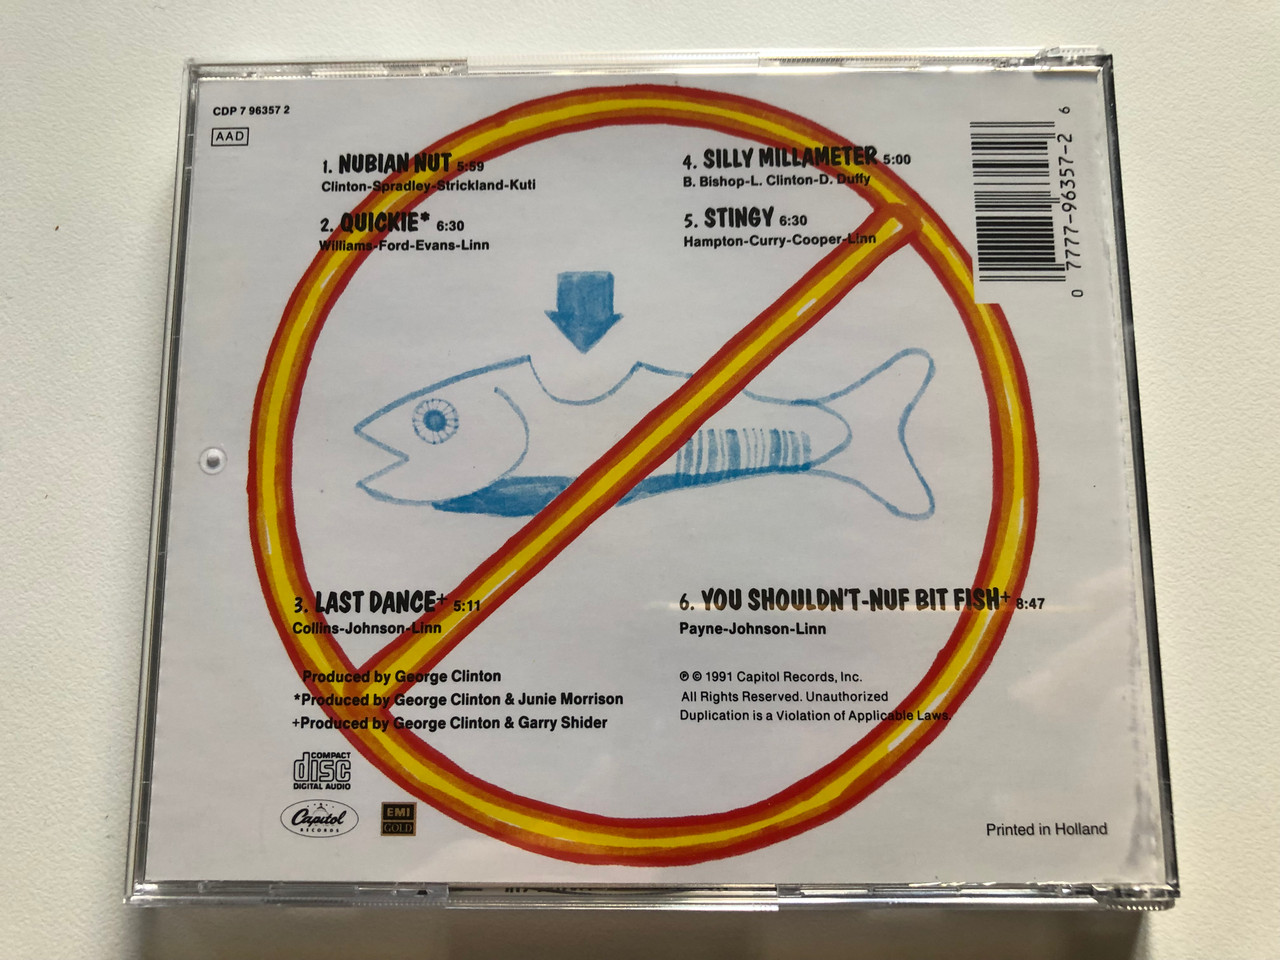 CDP 7 96357 2
AAD
1. NUBIAN NUT 5:59
Clinton-Spradley-Strickland-Kuti
2. QUICKIE* 6:30
Williams-Ford-Evans-Linn
4. SILLY MILLAMETER 5:00
B. Bishop-L. Clinton-D. Duffy
5. STINGY 6:30
Hampton-Curry-Cooper-Linn
0 7777-96357-2 6
3. LAST DANCE+ 5:11
Collins-Johnson-Linn
6. YOU SHOULDN'T-NUF BIT FISH+ 8:47
Payne-Johnson-Linn
Produced by George Clinton
*Produced by George Clinton & Junie Morrison
+Produced by George Clinton & Garry Shider
℗ © 1991 Capitol Records, Inc.
All Rights Reserved. Unauthorized
Duplication is a Violation of Applicable Laws.
COMPACT
disc
DIGITAL AUDIO
Capitol
RECORDS
EMI
GOLD
Printed in Holland